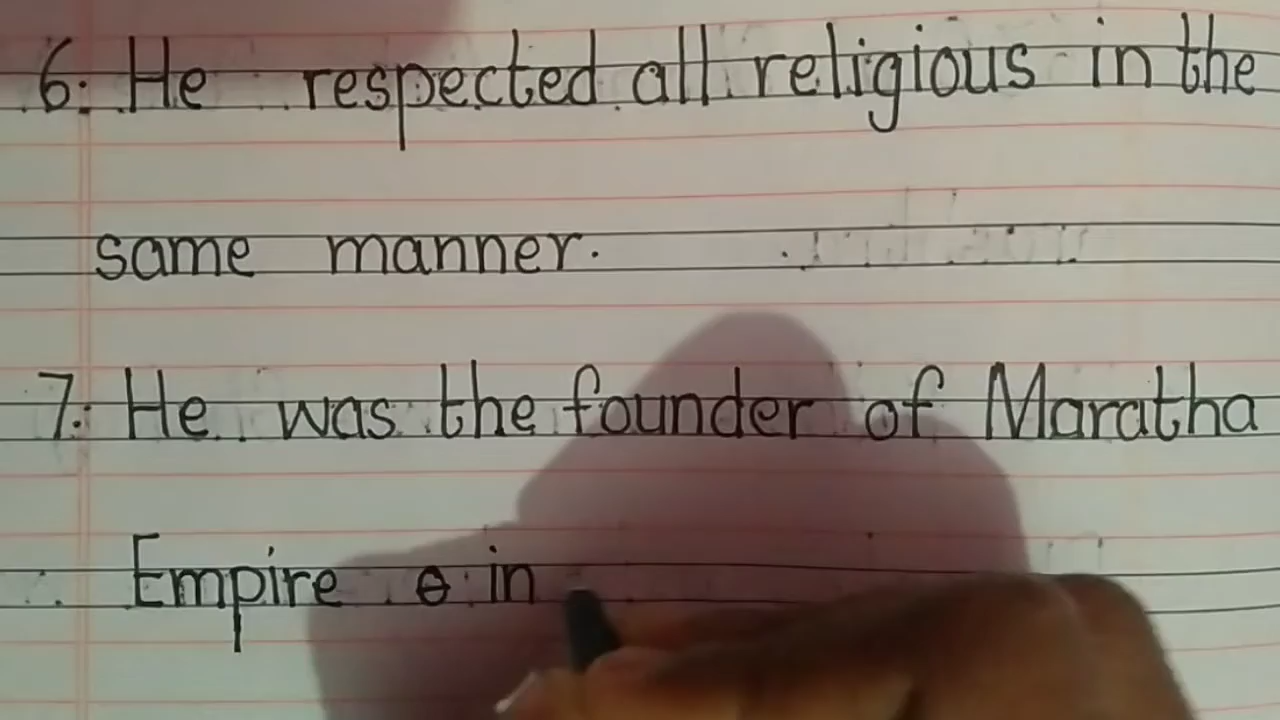 6. He respected all religious in the
same manner.
7. He was the founder of Maratha
Empire in